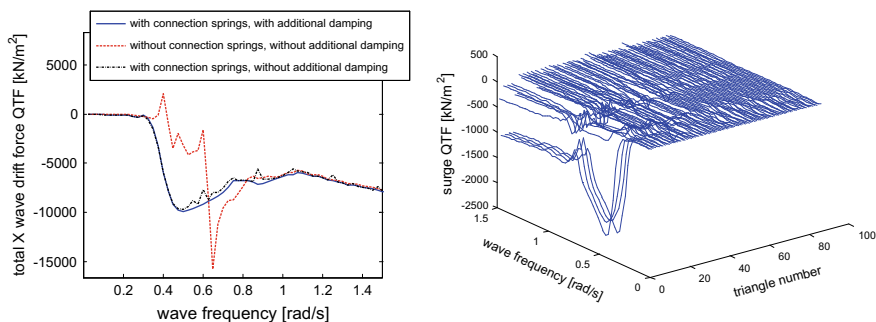 with connection springs, with additional damping
without connection springs, without additional damping
with connection springs, without additional damping
total X wave drift force QTF [kN/m²]
5000
0
-5000
-10000
-15000
0.2 0.4 0.6 0.8 1 1.2 1.4
wave frequency [rad/s]
surge QTF [kN/m²]
500
0
-500
-1000
-1500
-2000
-2500
1.5
1
0.5
0
wave frequency [rad/s]
0 20 40 60 80 100
triangle number